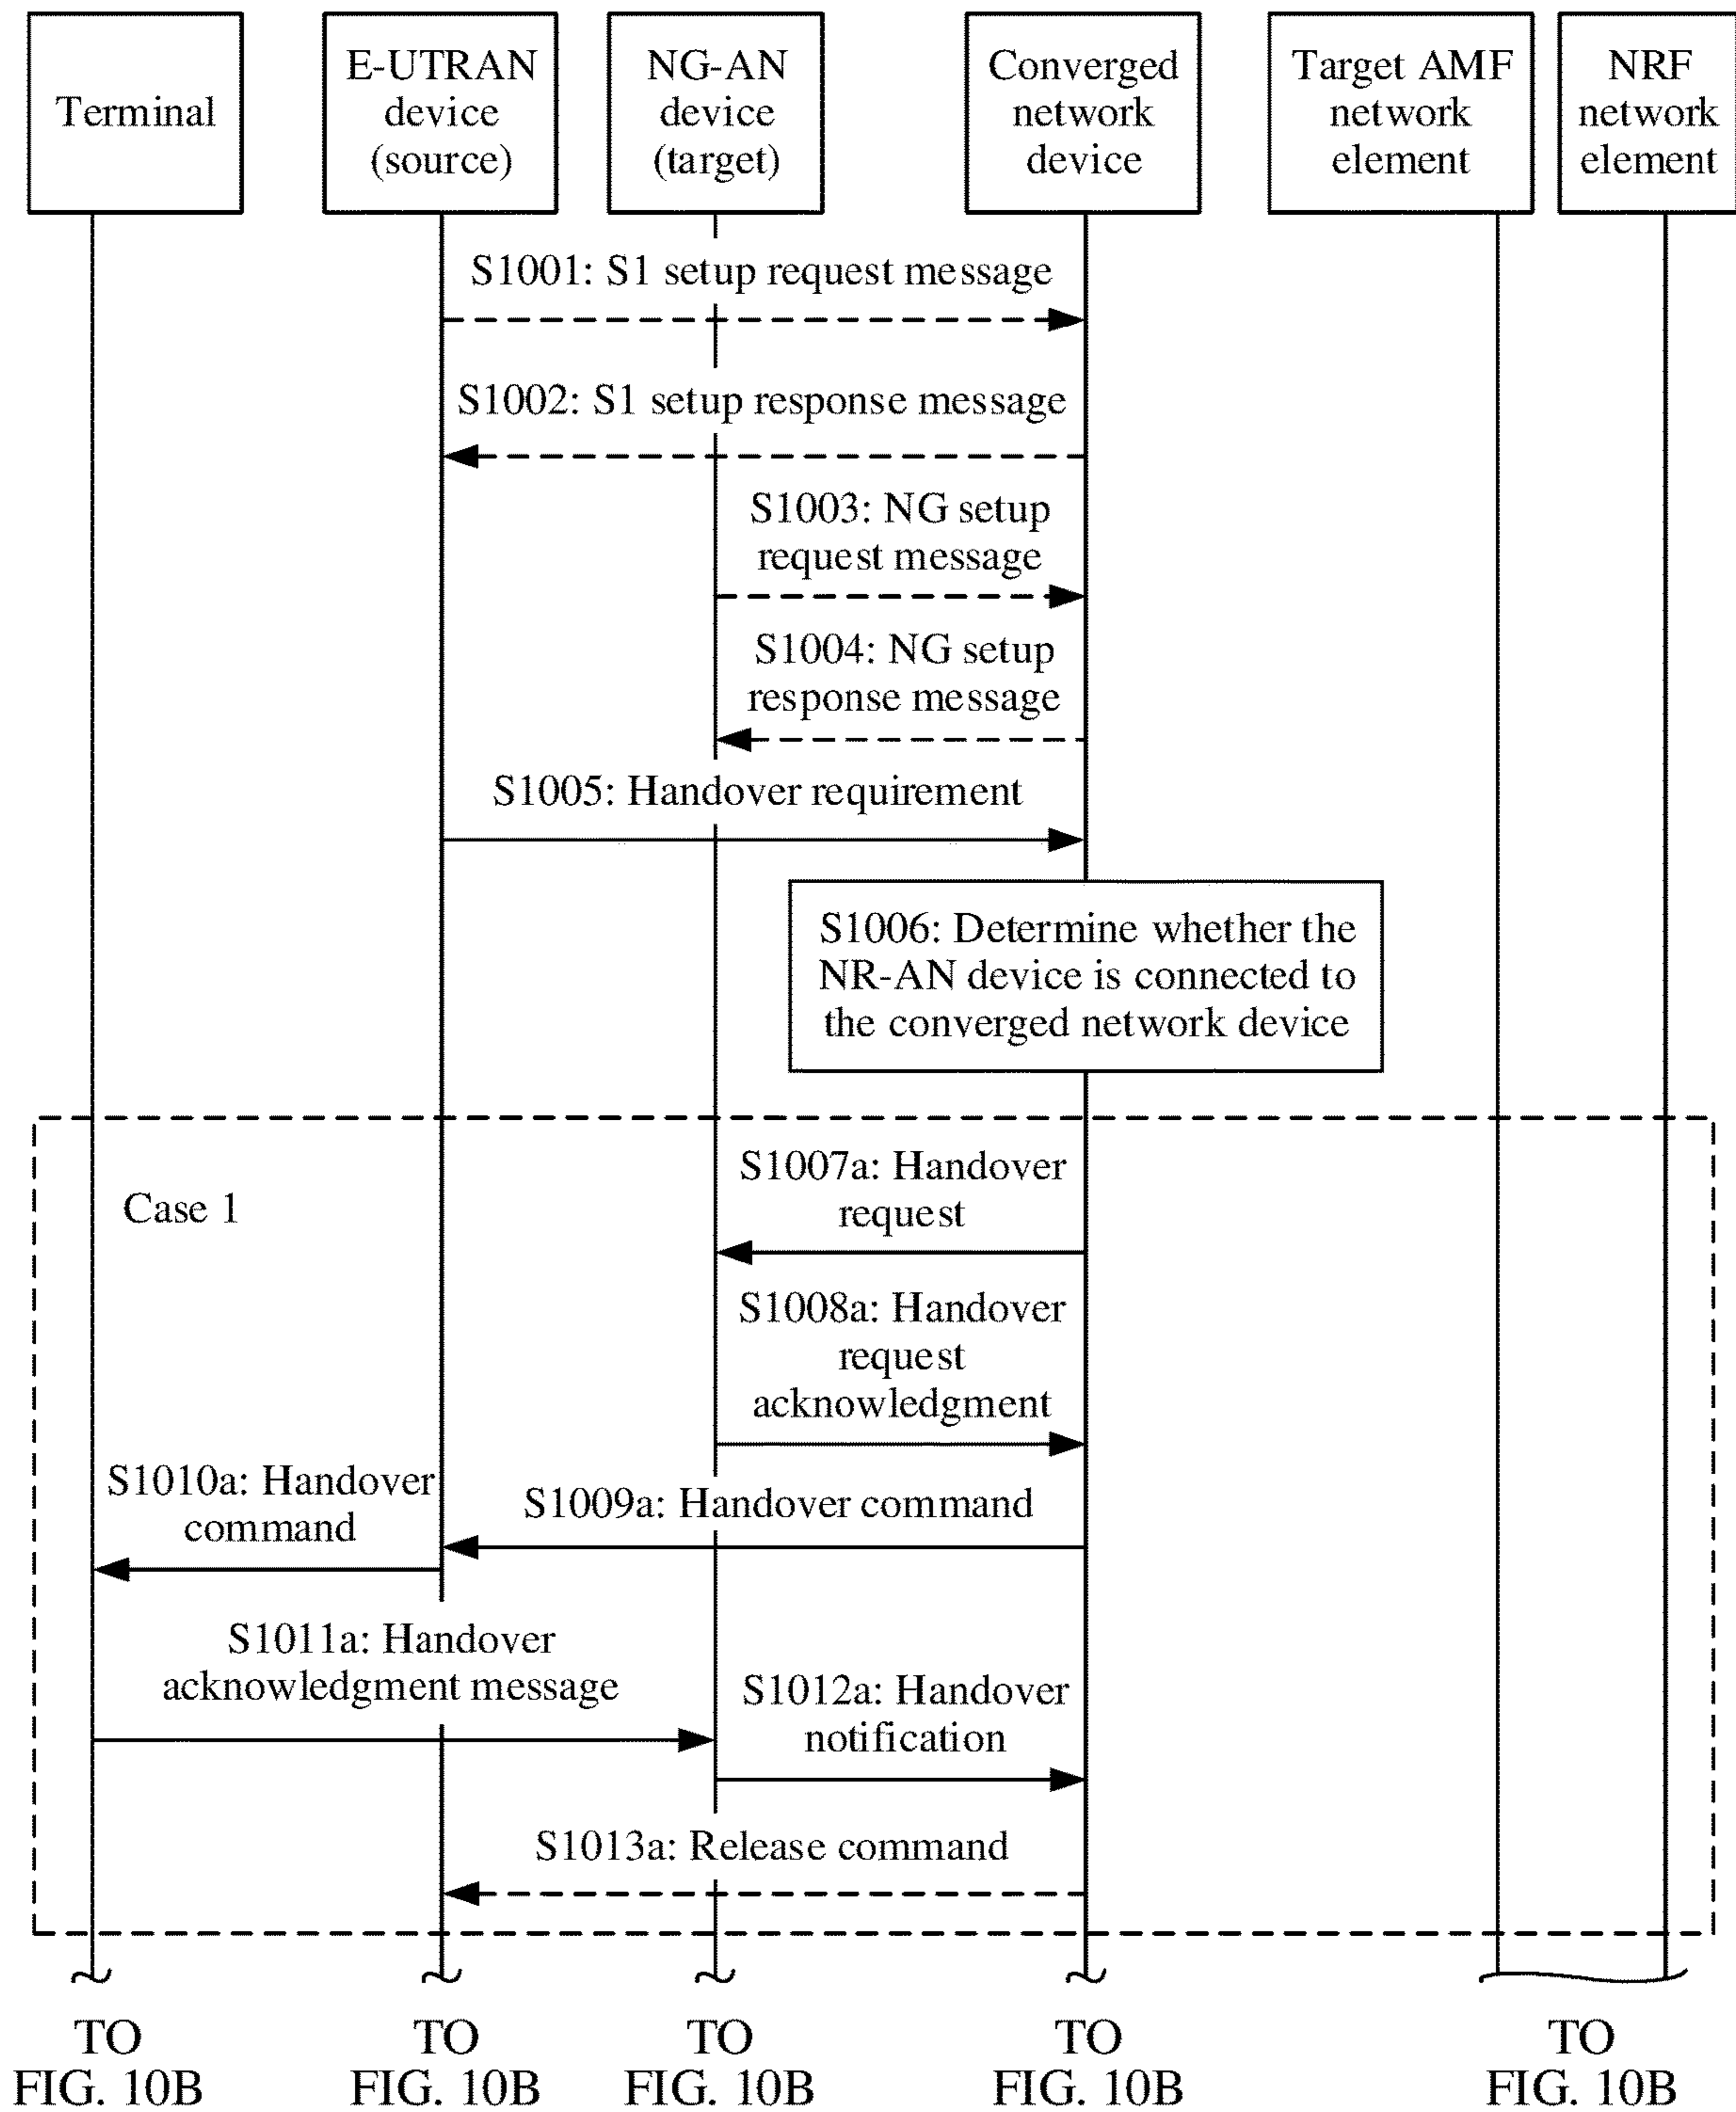 Terminal
E-UTRAN
device
(source)
NG-AN
device
(target)
Converged
network
device
Target AMF
network
element
NRF
network
element
S1001: S1 setup request message
S1002: S1 setup response message
S1003: NG setup
request message
S1004: NG setup
response message
S1005: Handover requirement
S1006: Determine whether the
NR-AN device is connected to
the converged network device
Case 1
S1007a: Handover
request
S1008a: Handover
request
acknowledgment
S1009a: Handover command
S1010a: Handover
command
S1011a: Handover
acknowledgment message
S1012a: Handover
notification
S1013a: Release command
TO
FIG. 10B
TO
FIG. 10B
TO
FIG. 10B
TO
FIG. 10B
TO
FIG. 10B